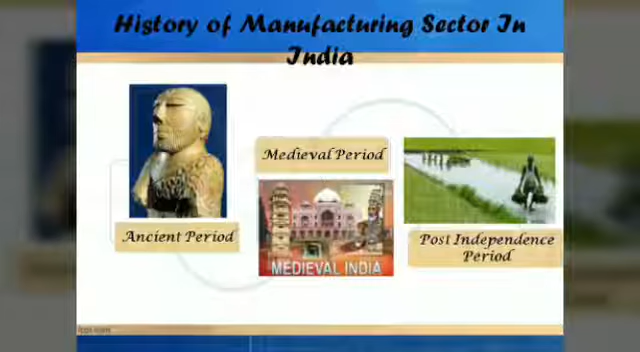 History of Manufacturing Sector In
India
Medieval Period
Ancient Period
MEDIEVAL INDIA
Post Independence
Period